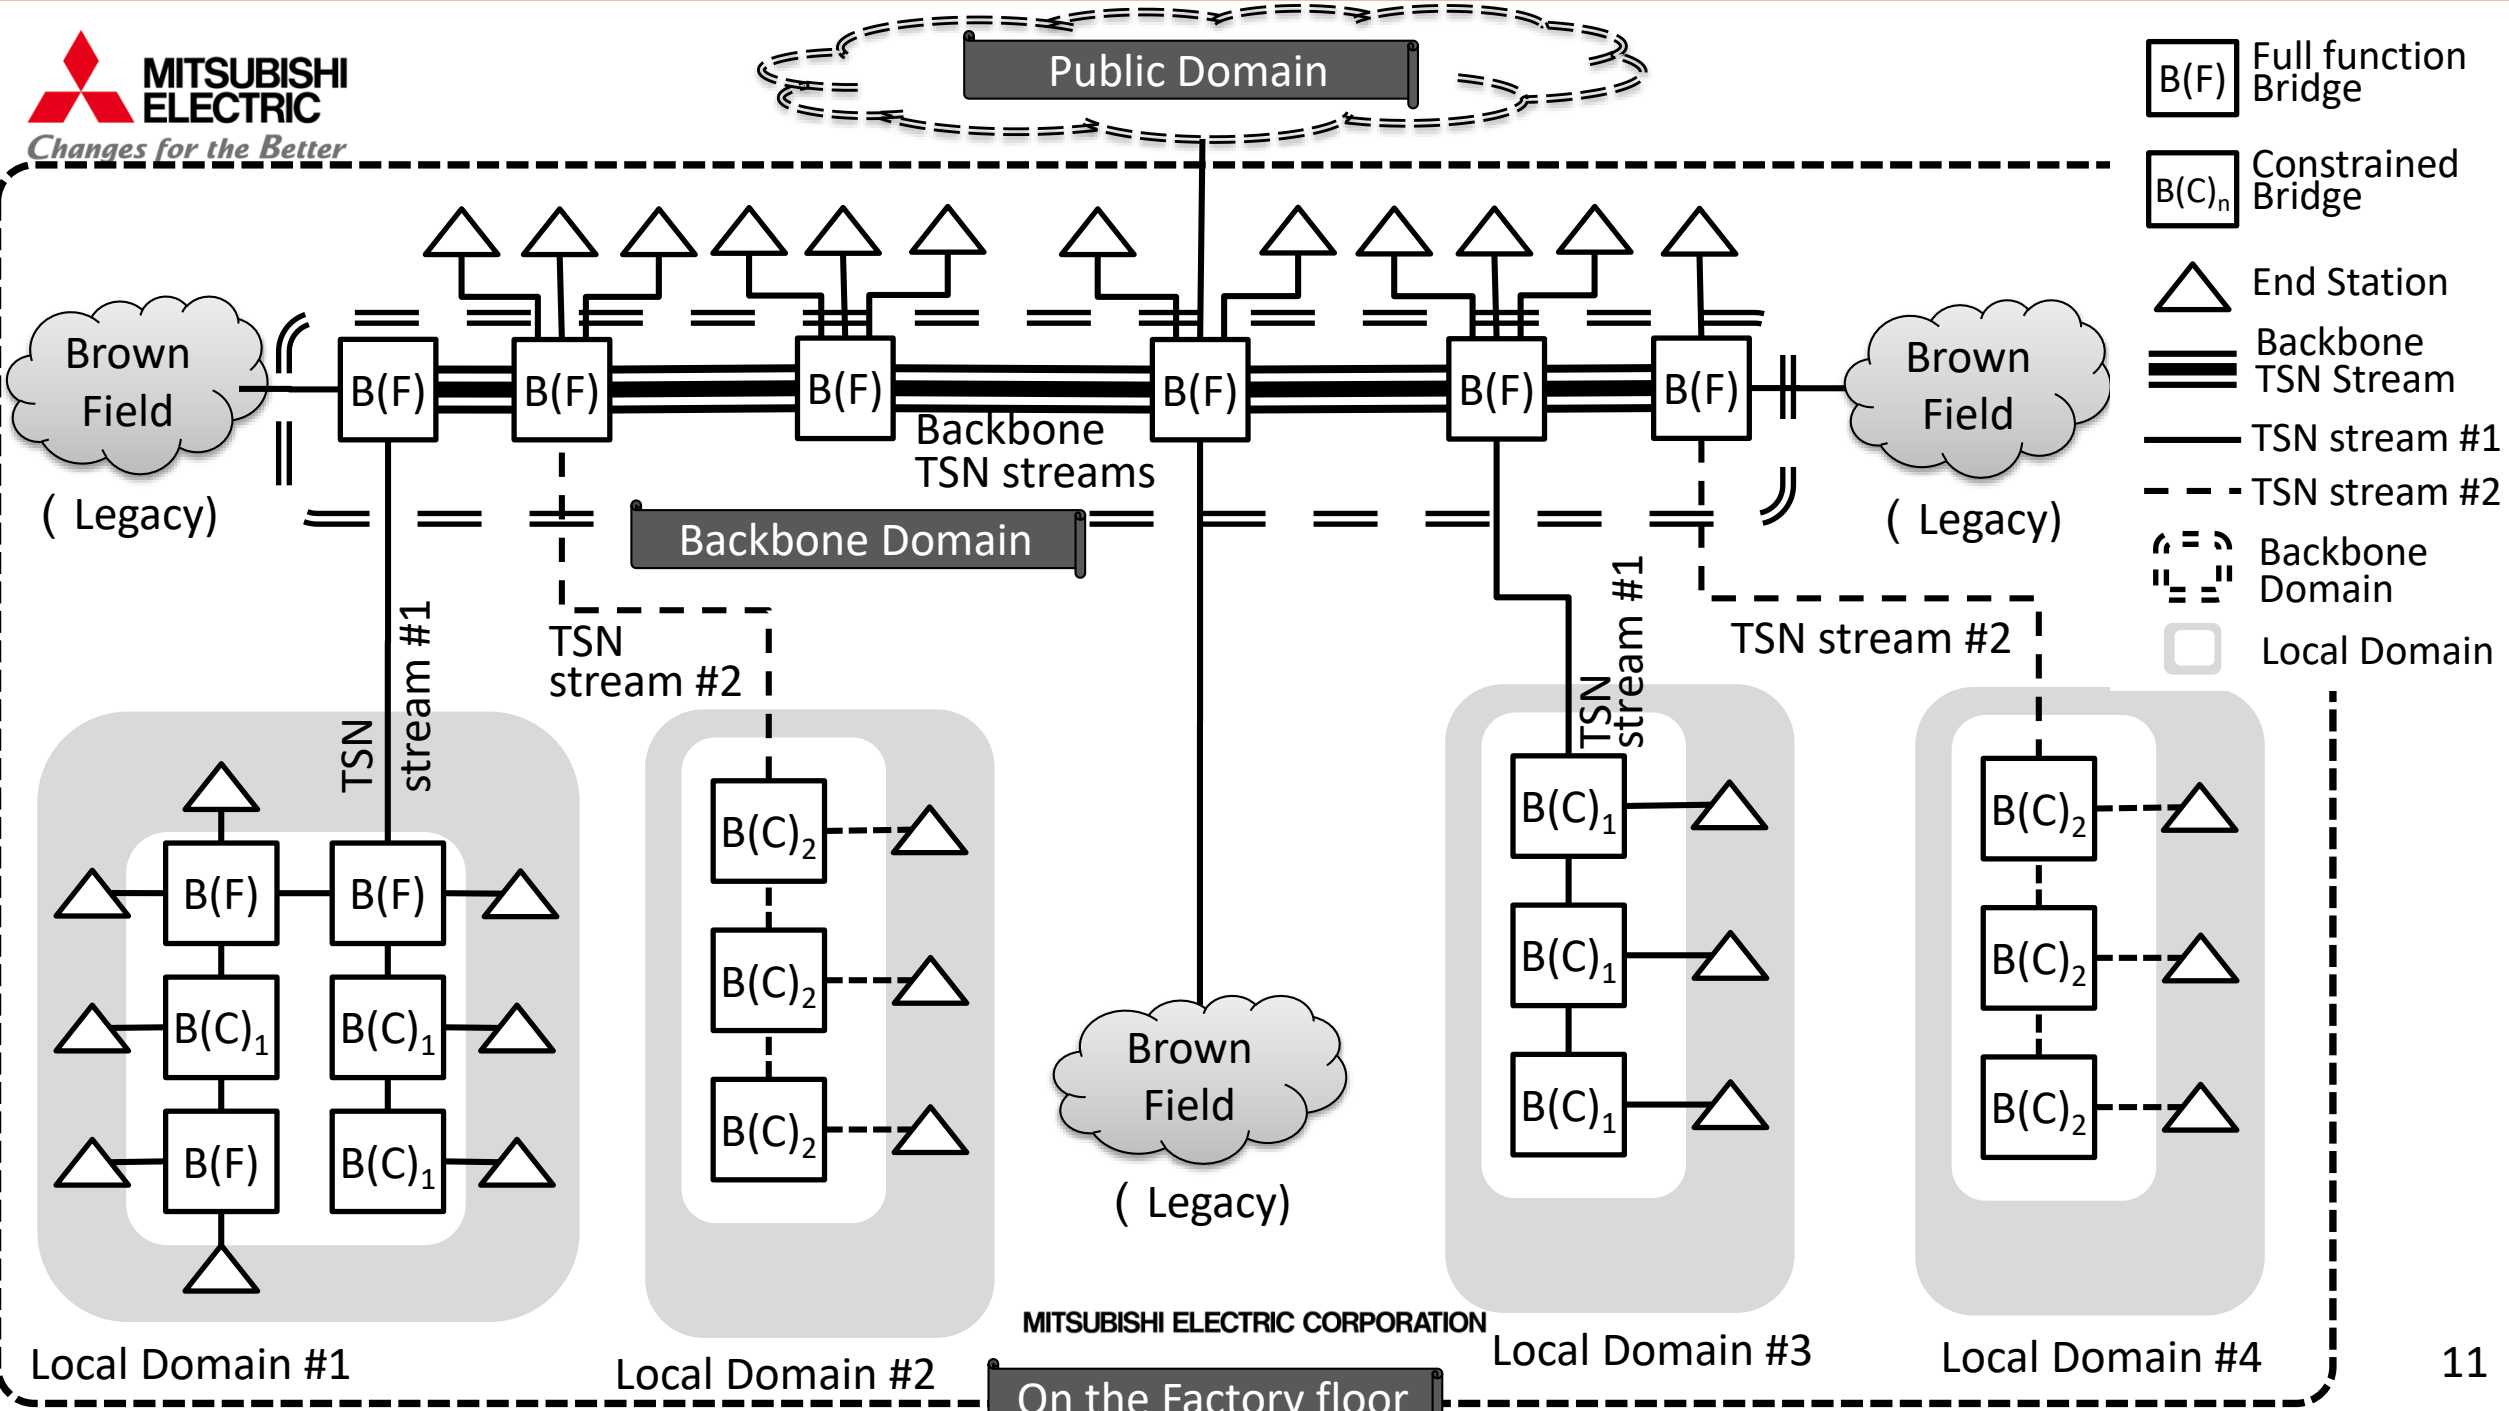 MITSUBISHI
ELECTRIC
Changes for the Better
Public Domain
B(F)
Full function
Bridge
B(C)n
Constrained
Bridge
End Station
Backbone
TSN Stream
TSN stream #1
TSN stream #2
Backbone
Domain
Local Domain
Brown
Field
( Legacy)
B(F)
B(F)
B(F)
B(F)
B(F)
B(F)
Brown
Field
( Legacy)
Backbone
TSN streams
Backbone Domain
TSN
stream #1
TSN
stream #2
TSN
stream #1
TSN stream #2
B(F)
B(F)
B(C)1
B(C)1
B(F)
B(C)1
Local Domain #1
B(C)2
B(C)2
B(C)2
Local Domain #2
Brown
Field
( Legacy)
B(C)1
B(C)1
B(C)1
Local Domain #3
B(C)2
B(C)2
B(C)2
Local Domain #4
MITSUBISHI ELECTRIC CORPORATION
On the Factory floor
11